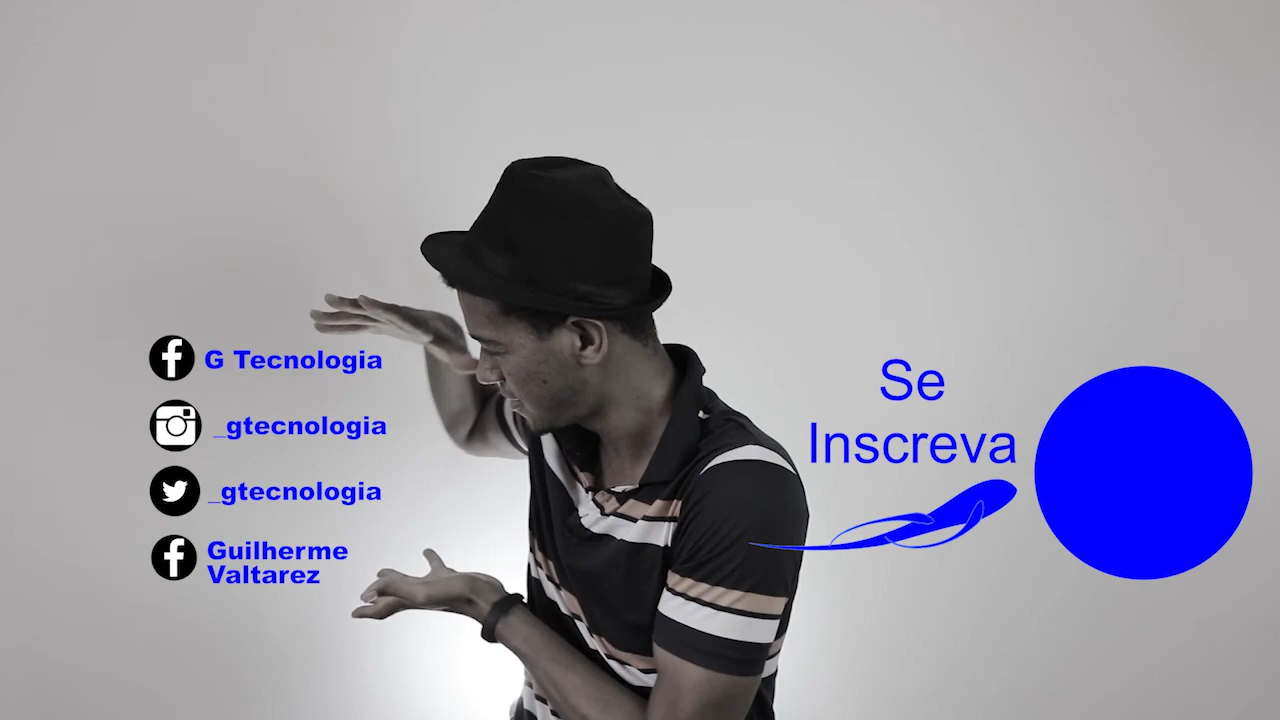 G Tecnologia
_gtecnologia
_gtecnologia
Guilherme
Valtarez
Se
Inscreva